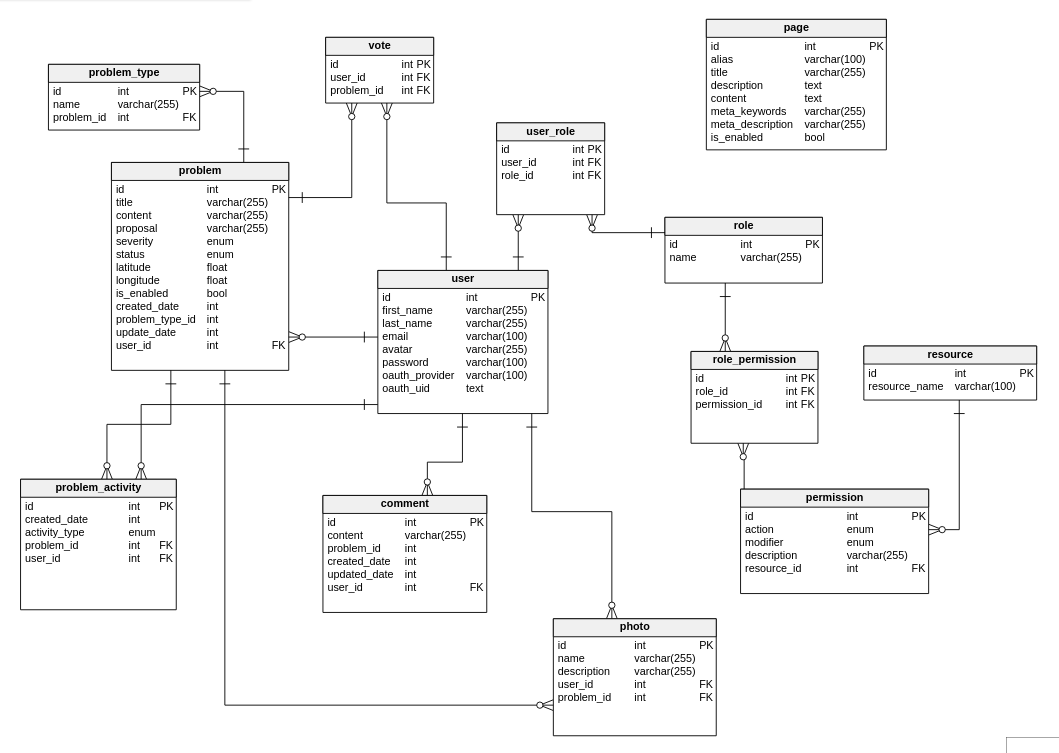 problem_type
id int PK
name varchar(255)
problem_id int FK
vote
id int PK
user_id int FK
problem_id int FK
page
id int PK
alias varchar(100)
title varchar(255)
description text
content text
meta_keywords varchar(255)
meta_description varchar(255)
is_enabled bool
user_role
id int PK
user_id int FK
role_id int FK
problem
id int PK
title varchar(255)
content varchar(255)
proposal varchar(255)
severity enum
status enum
latitude float
longitude float
is_enabled bool
created_date int
problem_type_id int
update_date int
user_id int FK
role
id int PK
name varchar(255)
user
id int PK
first_name varchar(255)
last_name varchar(255)
email varchar(100)
avatar varchar(255)
password varchar(100)
oauth_provider varchar(100)
oauth_uid text
role_permission
id int PK
role_id int FK
permission_id int FK
resource
id int PK
resource_name varchar(100)
problem_activity
id int PK
created_date int
activity_type enum
problem_id int FK
user_id int FK
comment
id int PK
content varchar(255)
problem_id int
created_date int
updated_date int
user_id int FK
permission
id int PK
action enum
modifier enum
description varchar(255)
resource_id int FK
photo
id int PK
name varchar(255)
description varchar(255)
user_id int FK
problem_id int FK